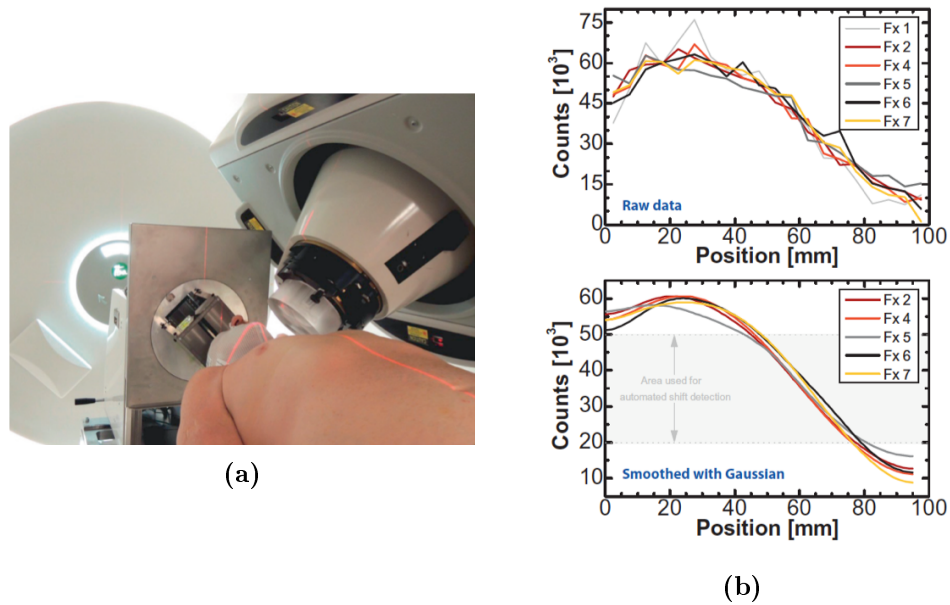 (a)
Counts [10³]
75
60
45
30
15
0
Fx 1
Fx 2
Fx 4
Fx 5
Fx 6
Fx 7
Raw data
0 20 40 60 80 100
Position [mm]
Counts [10³]
60
50
40
30
20
10
Fx 2
Fx 4
Fx 5
Fx 6
Fx 7
Area used for
automated shift detection
Smoothed with Gaussian
0 20 40 60 80 100
Position [mm]
(b)